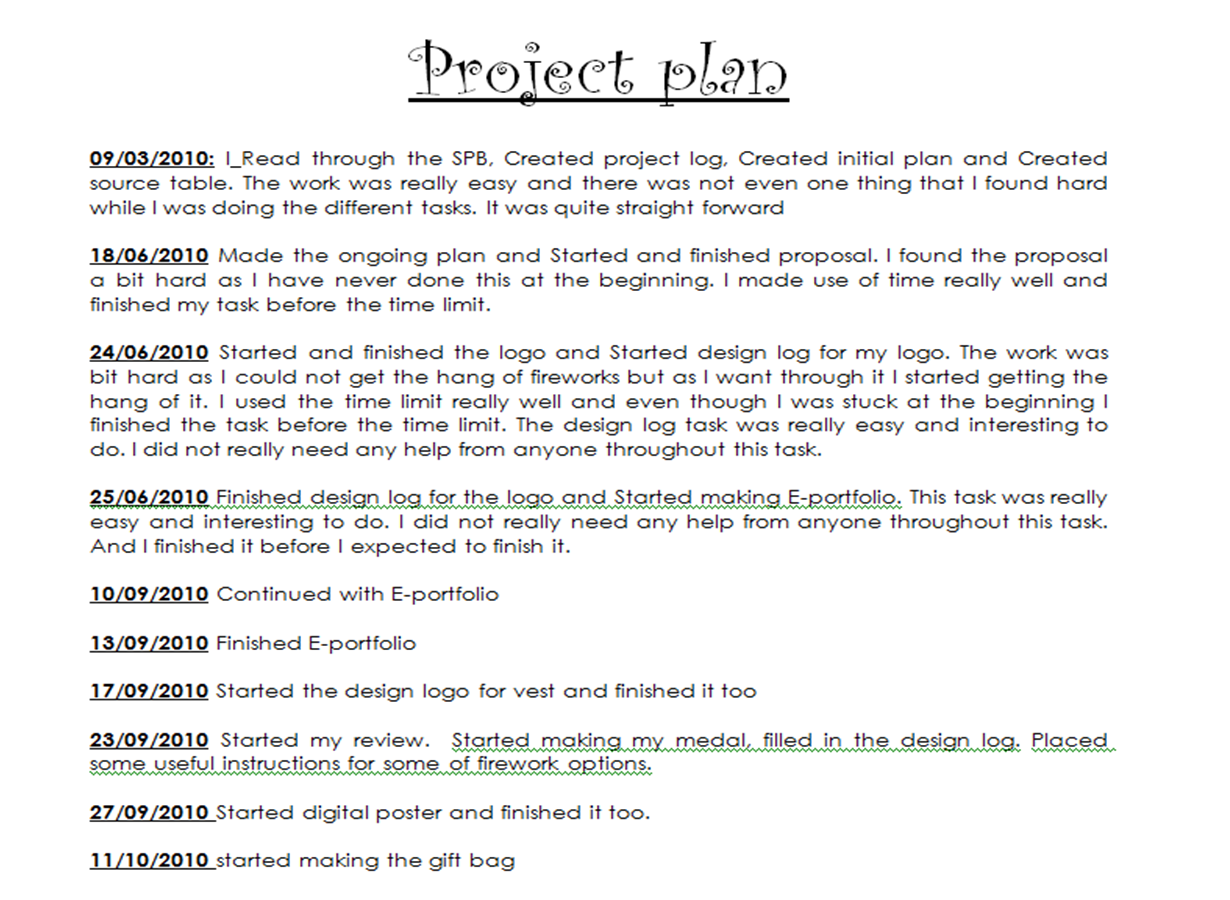 Project plan
09/03/2010: I Read through the SPB, Created project log, Created initial plan and Created
source table. The work was really easy and there was not even one thing that I found hard
while I was doing the different tasks. It was quite straight forward
18/06/2010 Made the ongoing plan and Started and finished proposal. I found the proposal
a bit hard as I have never done this at the beginning. I made use of time really well and
finished my task before the time limit.
24/06/2010 Started and finished the logo and Started design log for my logo. The work was
bit hard as I could not get the hang of fireworks but as I want through it I started getting the
hang of it. I used the time limit really well and even though I was stuck at the beginning I
finished the task before the time limit. The design log task was really easy and interesting to
do. I did not really need any help from anyone throughout this task.
25/06/2010 Finished design log for the logo and Started making E-portfolio. This task was really
easy and interesting to do. I did not really need any help from anyone throughout this task.
And I finished it before I expected to finish it.
10/09/2010 Continued with E-portfolio
13/09/2010 Finished E-portfolio
17/09/2010 Started the design logo for vest and finished it too
23/09/2010 Started my review. Started making my medal, filled in the design log. Placed
some useful instructions for some of firework options.
27/09/2010 Started digital poster and finished it too.
11/10/2010 started making the gift bag